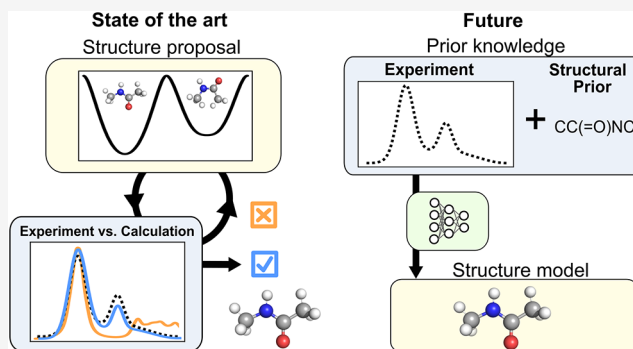 State of the art
Structure proposal
Experiment vs. Calculation
Future
Prior knowledge
Experiment
Structural
Prior
+
CC(=O)NC
Structure model